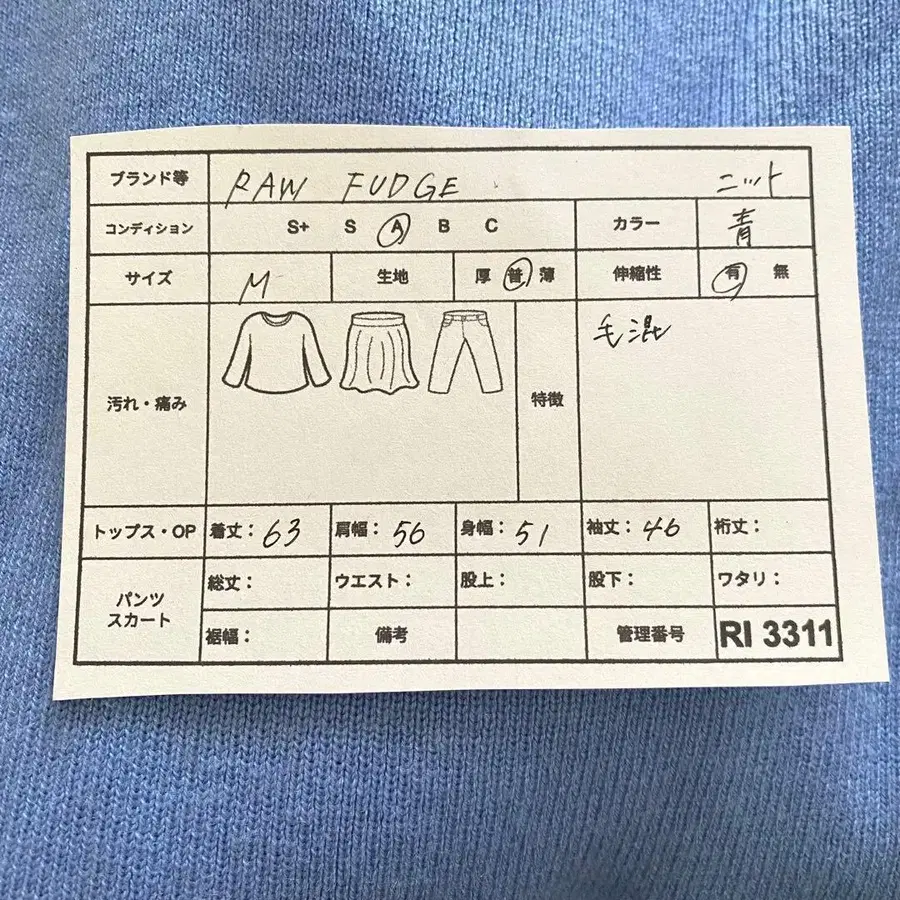 ブランド等 RAW FUDGE ニット
コンディション S+ S A B C カラー 青
サイズ M 生地 厚 普 薄 伸縮性 有 無
汚れ・痛み 特徴 毛混
トップス・OP 着丈：63 肩幅：56 身幅：51 袖丈：46 裄丈：
パンツ スカート 総丈： ウエスト： 股上： 股下： ワタリ：
裾幅： 備考 管理番号 RI 3311